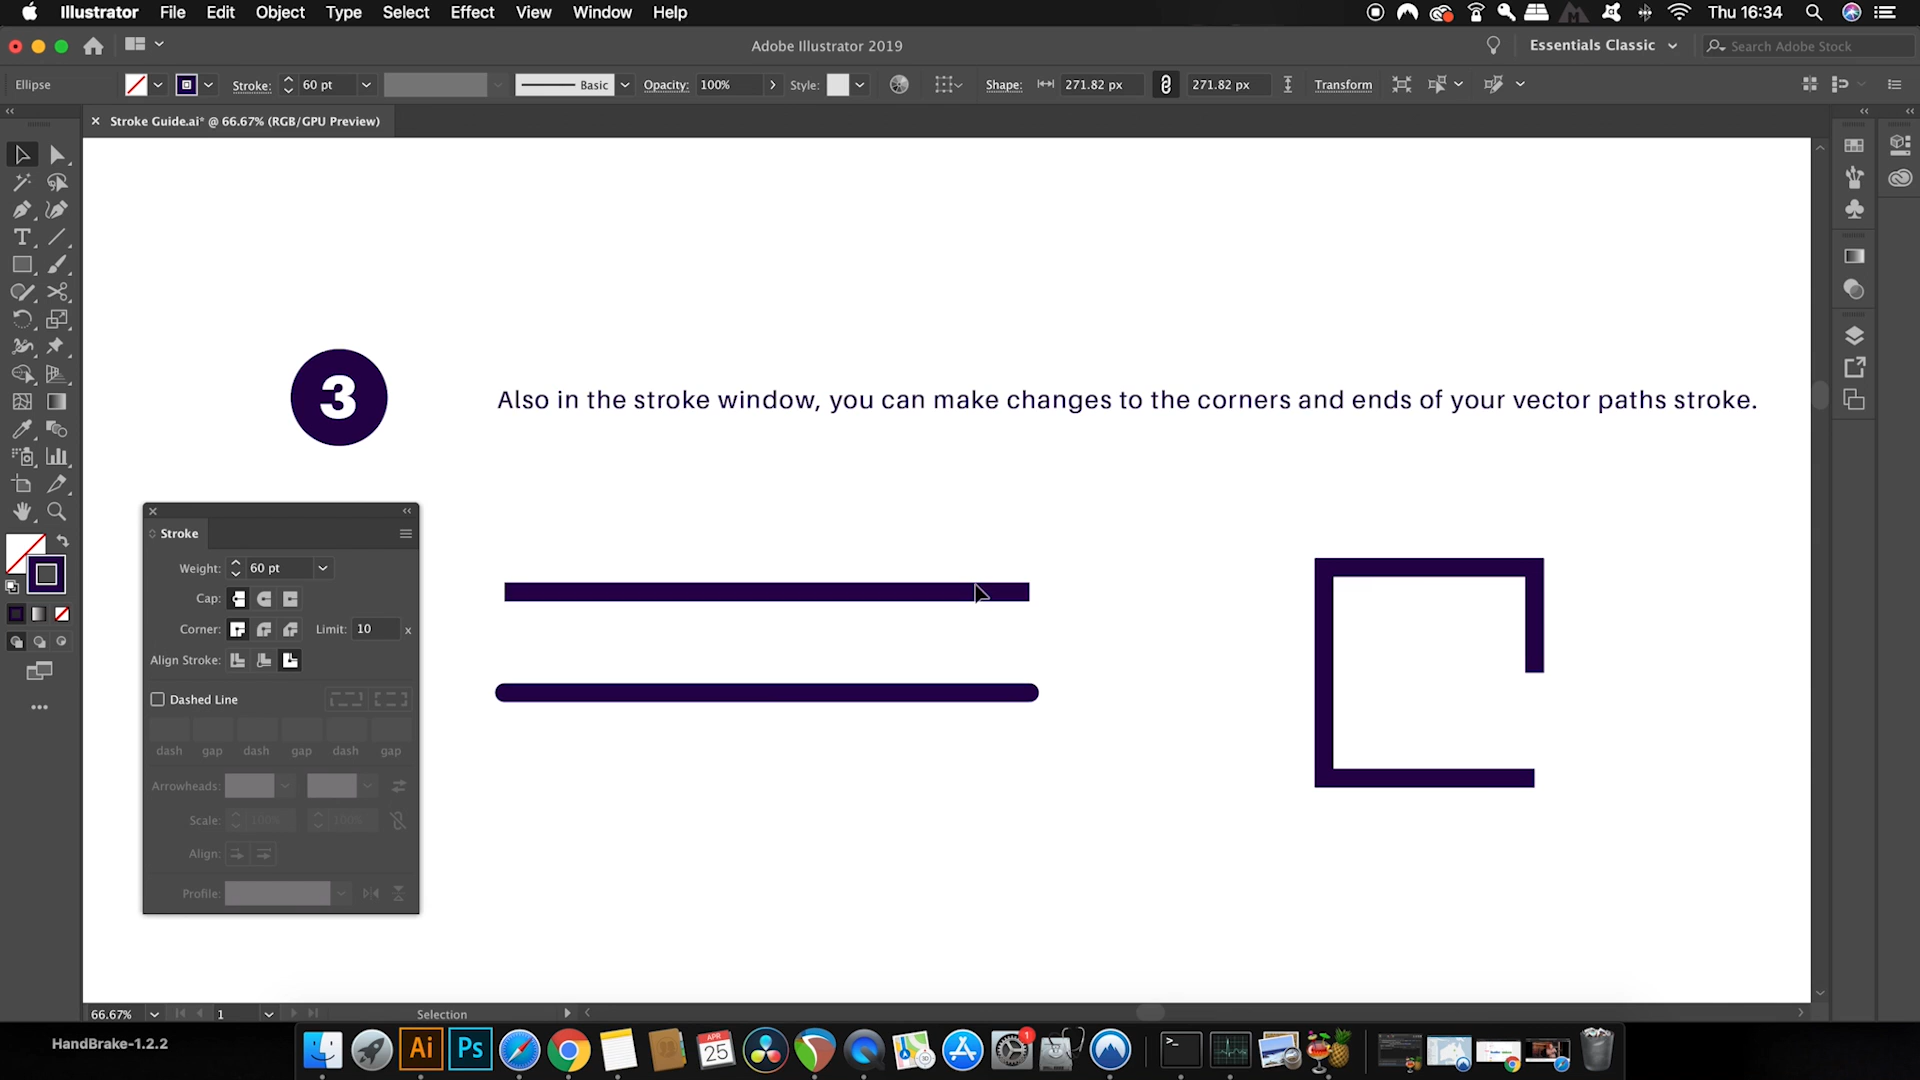 Illustrator File Edit Object Type Select Effect View Window Help Thu 16:34
Adobe Illustrator 2019 Essentials Classic Search Adobe Stock
Ellipse Stroke: 60 pt Basic Opacity: 100% Style: Shape: 271.82 px 271.82 px Transform
Stroke Guide.ai* @ 66.67% (RGB/GPU Preview)
3
Also in the stroke window, you can make changes to the corners and ends of your vector paths stroke.
Stroke
Weight: 60 pt
Cap:
Corner: Limit: 10 x
Align Stroke:
Dashed Line
dash gap dash gap dash gap
Arrowheads:
Scale: 100% 100%
Align:
Profile:
66.67% 1 Selection
HandBrake-1.2.2
Ai Ps APR 25 1